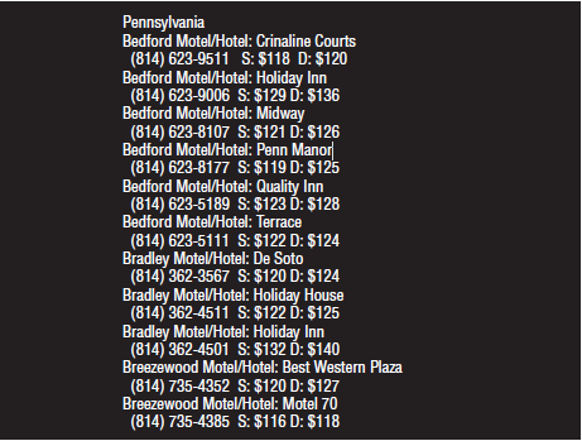 Pennsylvania
Bedford Motel/Hotel: Crinaline Courts
(814) 623-9511 S: $118 D: $120
Bedford Motel/Hotel: Holiday Inn
(814) 623-9006 S: $129 D: $136
Bedford Motel/Hotel: Midway
(814) 623-8107 S: $121 D: $126
Bedford Motel/Hotel: Penn Manor
(814) 623-8177 S: $119 D: $125
Bedford Motel/Hotel: Quality Inn
(814) 623-5189 S: $123 D: $128
Bedford Motel/Hotel: Terrace
(814) 623-5111 S: $122 D: $124
Bradley Motel/Hotel: De Soto
(814) 362-3567 S: $120 D: $124
Bradley Motel/Hotel: Holiday House
(814) 362-4511 S: $122 D: $125
Bradley Motel/Hotel: Holiday Inn
(814) 362-4501 S: $132 D: $140
Breezewood Motel/Hotel: Best Western Plaza
(814) 735-4352 S: $120 D: $127
Breezewood Motel/Hotel: Motel 70
(814) 735-4385 S: $116 D: $118